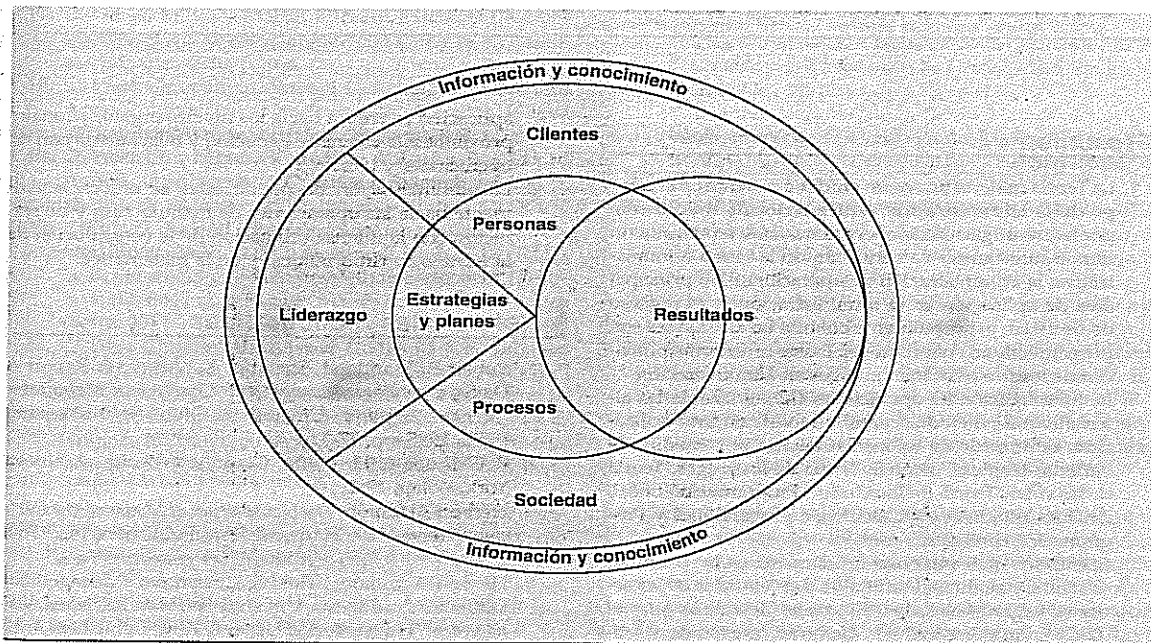 Información y conocimiento
Clientes
Personas
Liderazgo
Estrategias
y planes
Resultados
Procesos
Sociedad
Información y conocimiento